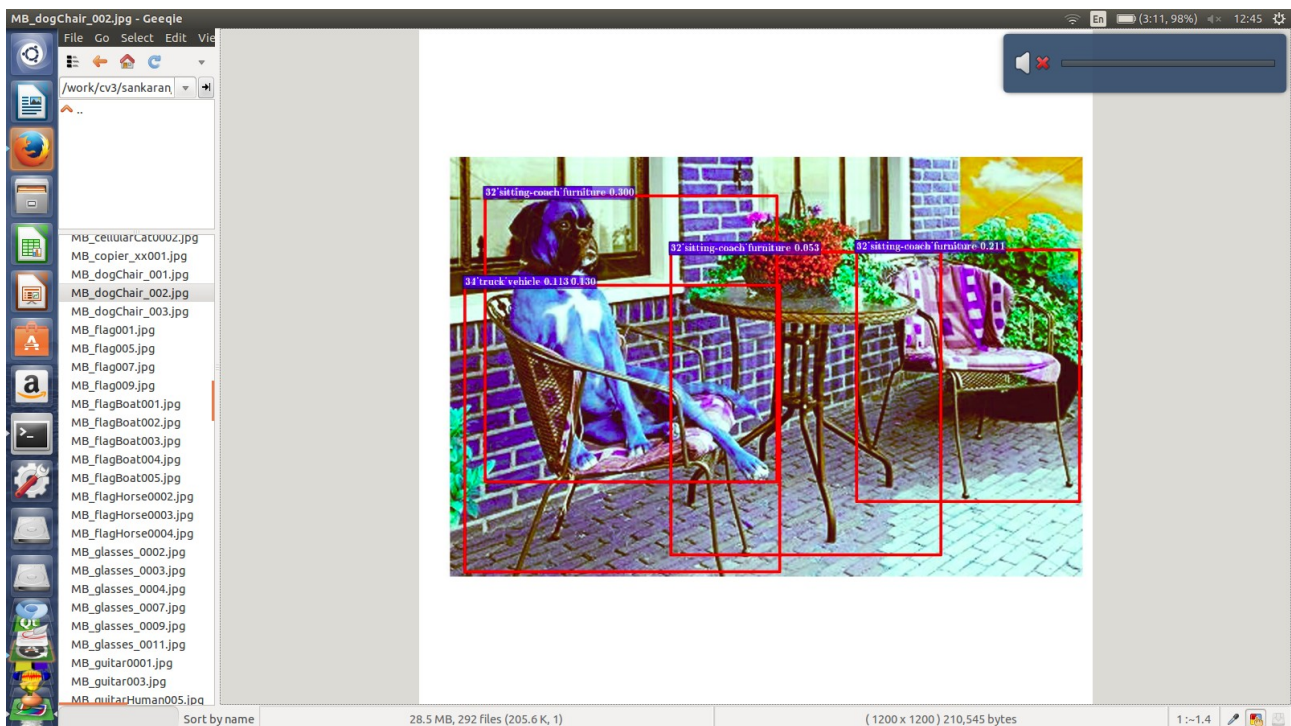 MB_dogChair_002.jpg - Geeqie
En
(3:11, 98%)
12:45
File Go Select Edit Vie
/work/cv3/sankaran
..
MB_cellularCat0002.jpg
MB_copier_xx001.jpg
MB_dogChair_001.jpg
MB_dogChair_002.jpg
MB_dogChair_003.jpg
MB_flag001.jpg
MB_flag005.jpg
MB_flag007.jpg
MB_flag009.jpg
MB_flagBoat001.jpg
MB_flagBoat002.jpg
MB_flagBoat003.jpg
MB_flagBoat004.jpg
MB_flagBoat005.jpg
MB_flagHorse0002.jpg
MB_flagHorse0003.jpg
MB_flagHorse0004.jpg
MB_glasses_0002.jpg
MB_glasses_0003.jpg
MB_glasses_0004.jpg
MB_glasses_0007.jpg
MB_glasses_0009.jpg
MB_glasses_0011.jpg
MB_guitar0001.jpg
MB_guitar003.jpg
MB_guitarHuman005.jpg
32'sitting-coach'furniture 0.300
32'sitting-coach'furniture 0.053
32'sitting-coach'furniture 0.211
34'truck'vehicle 0.113 0.130
Sort by name
28.5 MB, 292 files (205.6 K, 1)
( 1200 x 1200 ) 210,545 bytes
1:~1.4